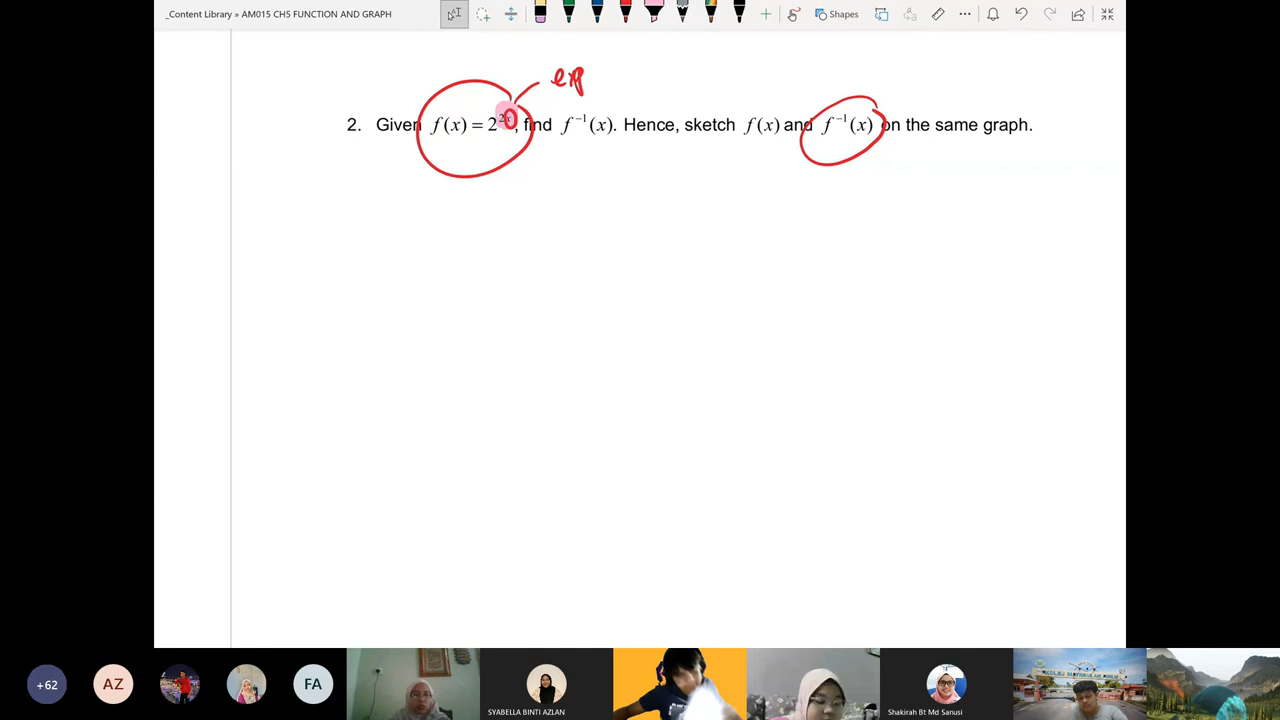 _Content Library » AM015 CH5 FUNCTION AND GRAPH
Shapes
exp
2. Given f(x) = 2^{2x}, find f^{-1}(x). Hence, sketch f(x) and f^{-1}(x) on the same graph.
+62
AZ
FA
SYABELLA BINTI AZLAN
Shakirah Bt Md Sanusi